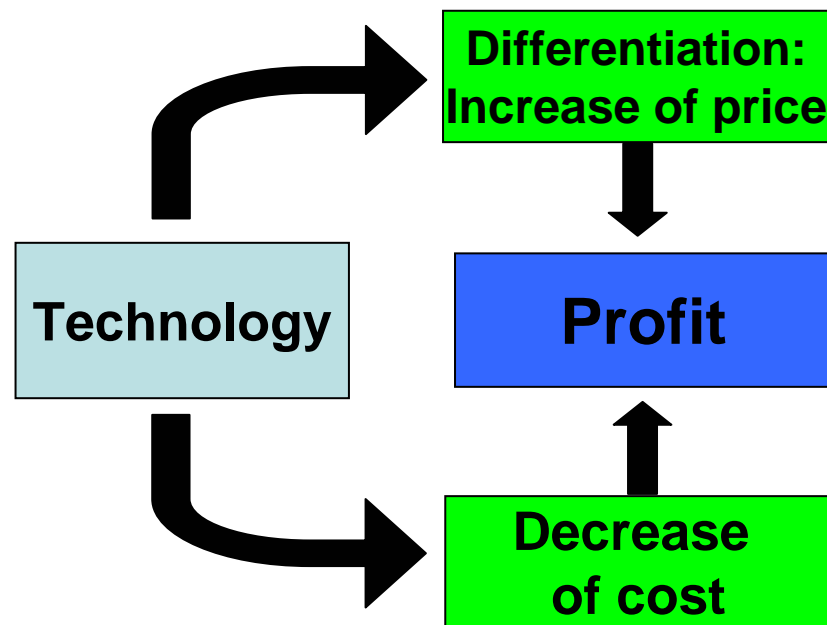 Differentiation:
Increase of price
Technology
Profit
Decrease
of cost